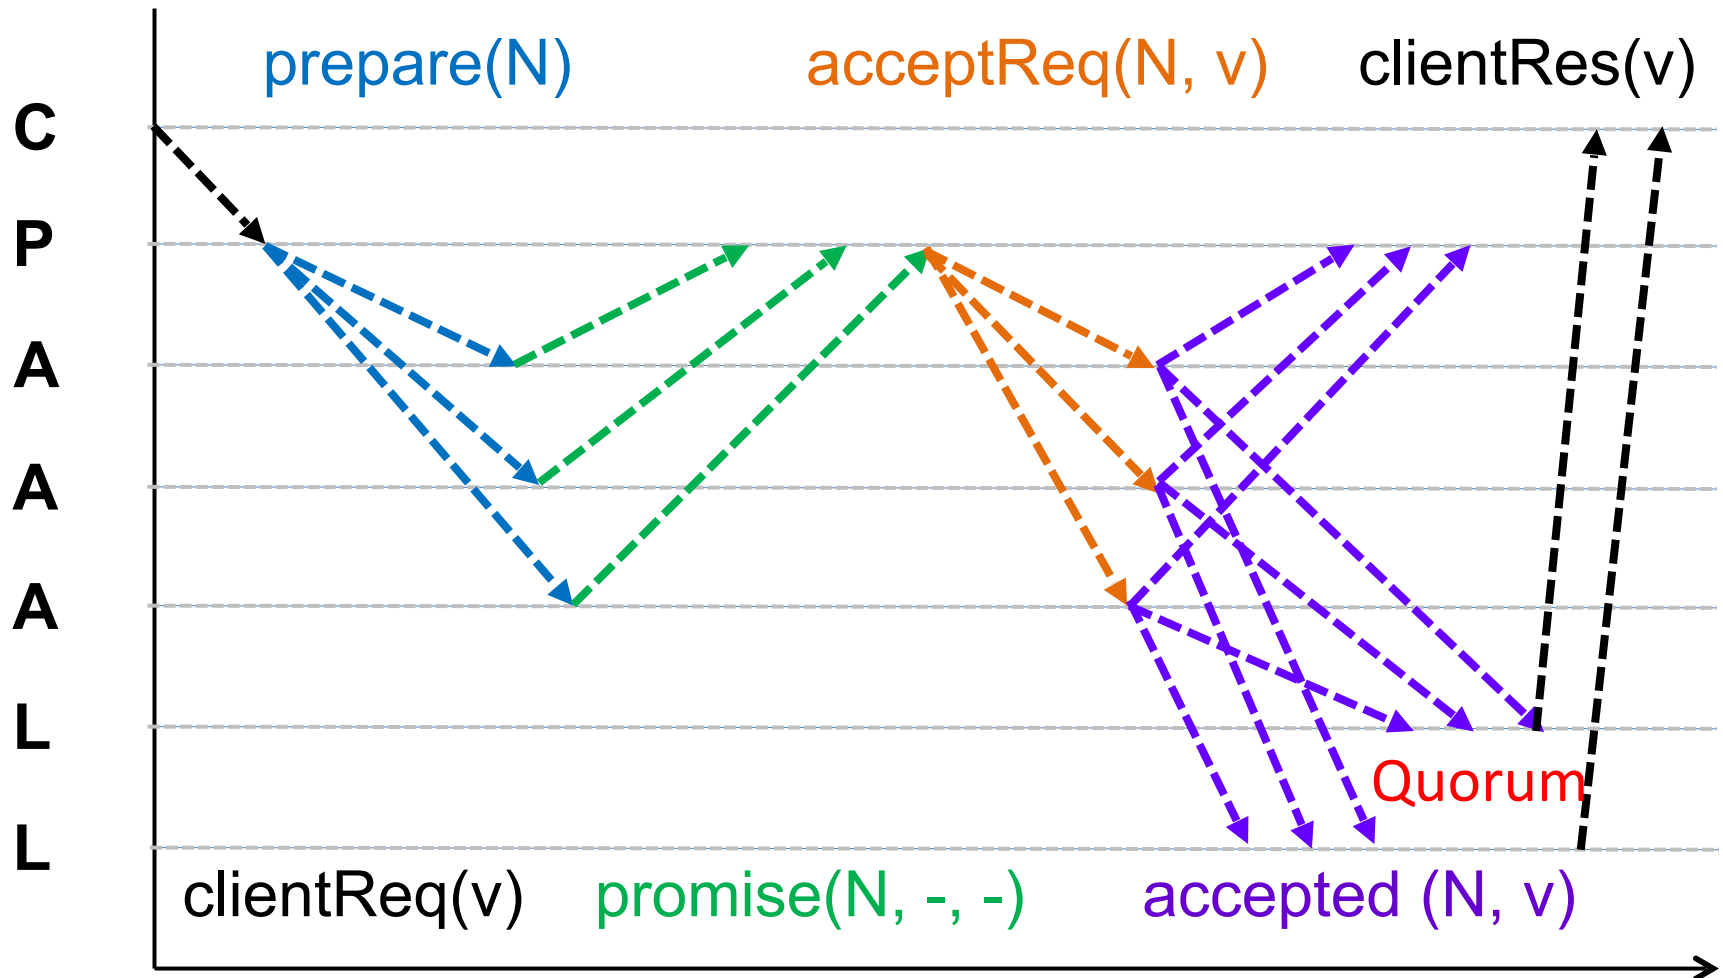 prepare(N)
acceptReq(N, v)
clientRes(v)
C
P
A
A
A
L
Quorum
L
clientReq(v)
promise(N, -, -)
accepted (N, v)